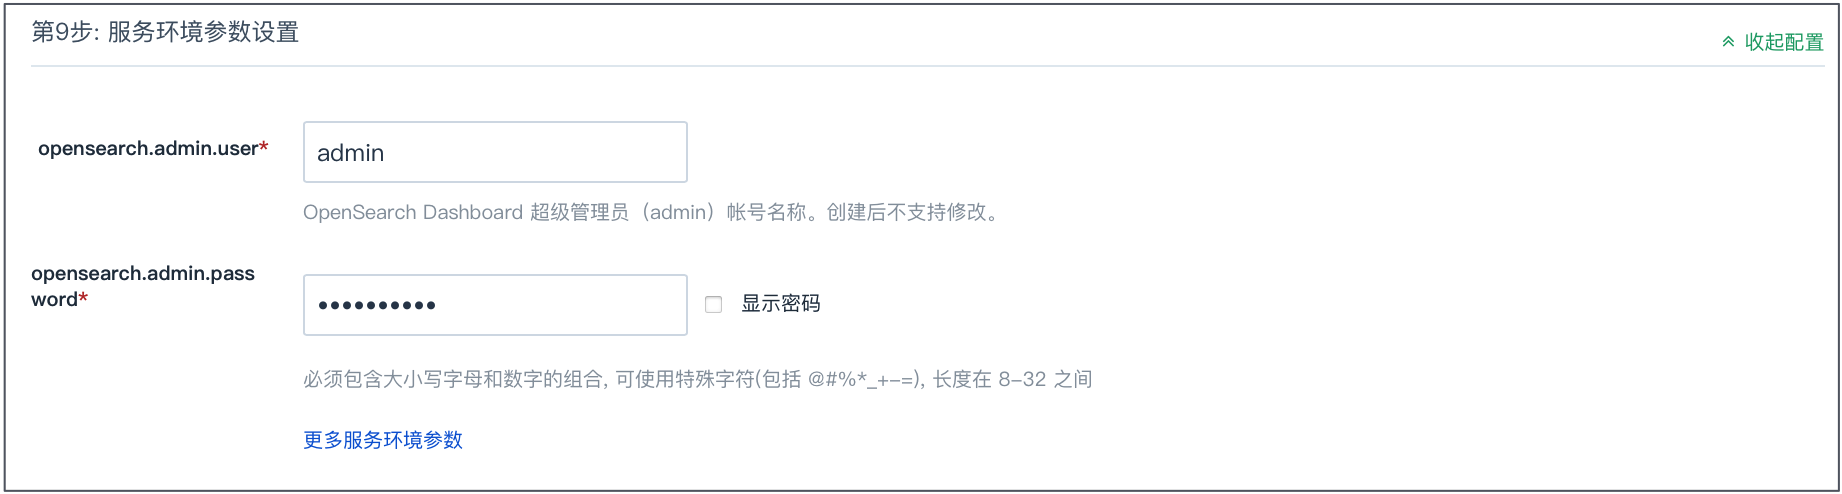 第9步: 服务环境参数设置
收起配置
opensearch.admin.user*
admin
OpenSearch Dashboard 超级管理员（admin）帐号名称。创建后不支持修改。
opensearch.admin.pass
word*
••••••••••
显示密码
必须包含大小写字母和数字的组合, 可使用特殊字符(包括 @#%*_+-=), 长度在 8-32 之间
更多服务环境参数